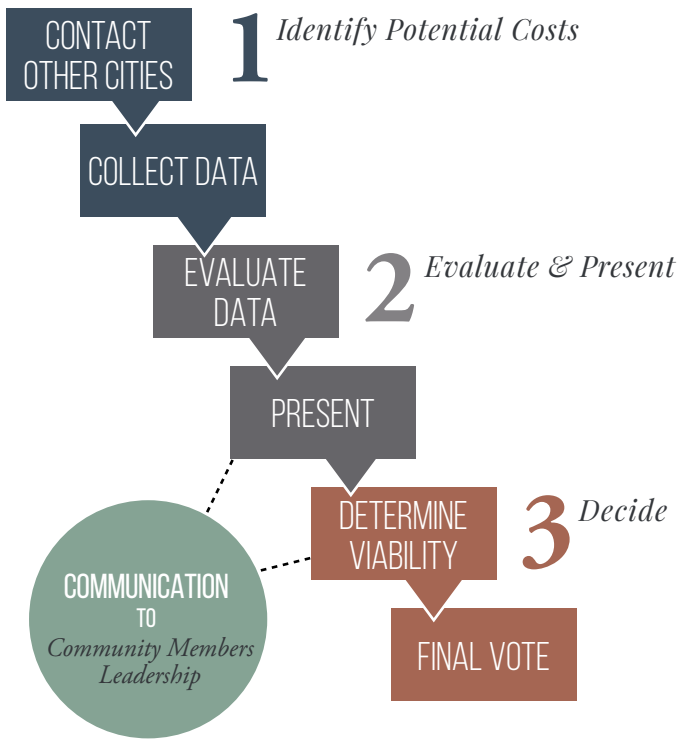 CONTACT
OTHER CITIES
1 Identify Potential Costs
COLLECT DATA
EVALUATE
DATA
2 Evaluate & Present
PRESENT
DETERMINE
VIABILITY
3 Decide
COMMUNICATION
TO
Community Members
Leadership
FINAL VOTE